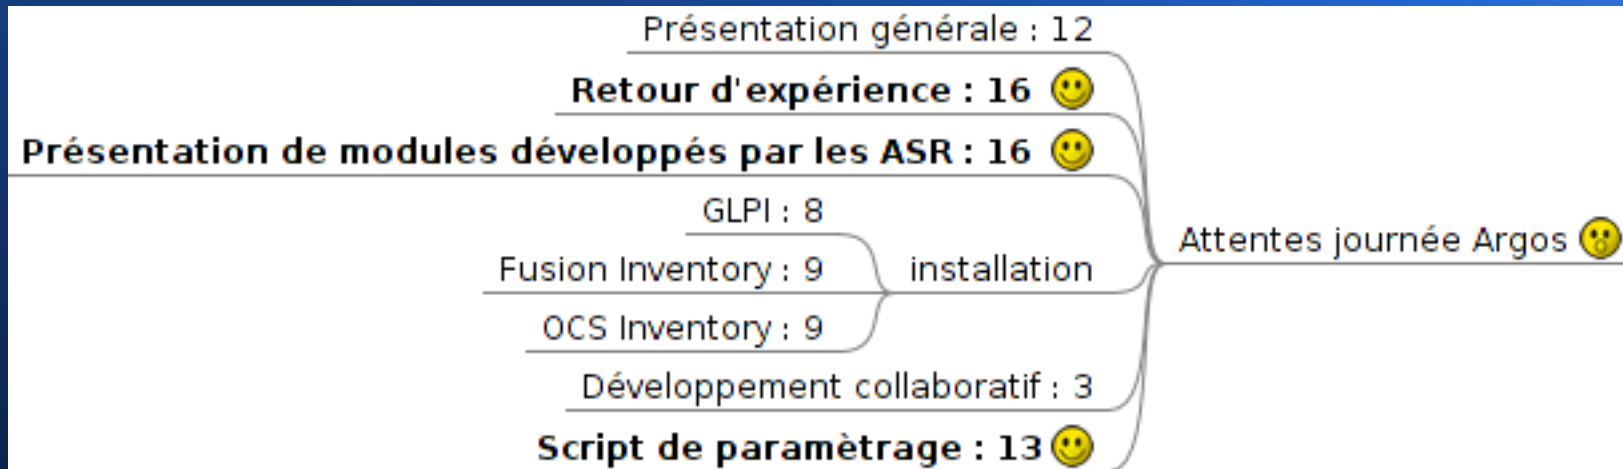 Présentation générale : 12
Retour d'expérience : 16
Présentation de modules développés par les ASR : 16
GLPI : 8
Fusion Inventory : 9
OCS Inventory : 9
installation
Développement collaboratif : 3
Script de paramètrage : 13
Attentes journée Argos